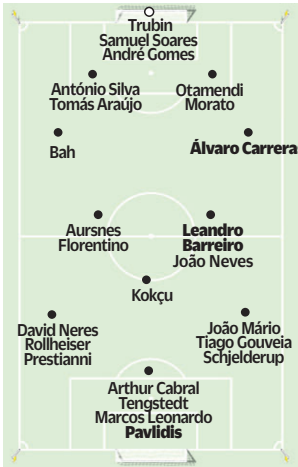 Trubin
Samuel Soares
André Gomes
António Silva
Tomás Araújo
Otamendi
Morato
Bah
Álvaro Carrera
Aursnes
Florentino
Leandro
Barreiro
João Neves
Kokçu
David Neres
Rollheiser
Prestianni
João Mário
Tiago Gouveia
Schjelderup
Arthur Cabral
Tengstedt
Marcos Leonardo
Pavlidis